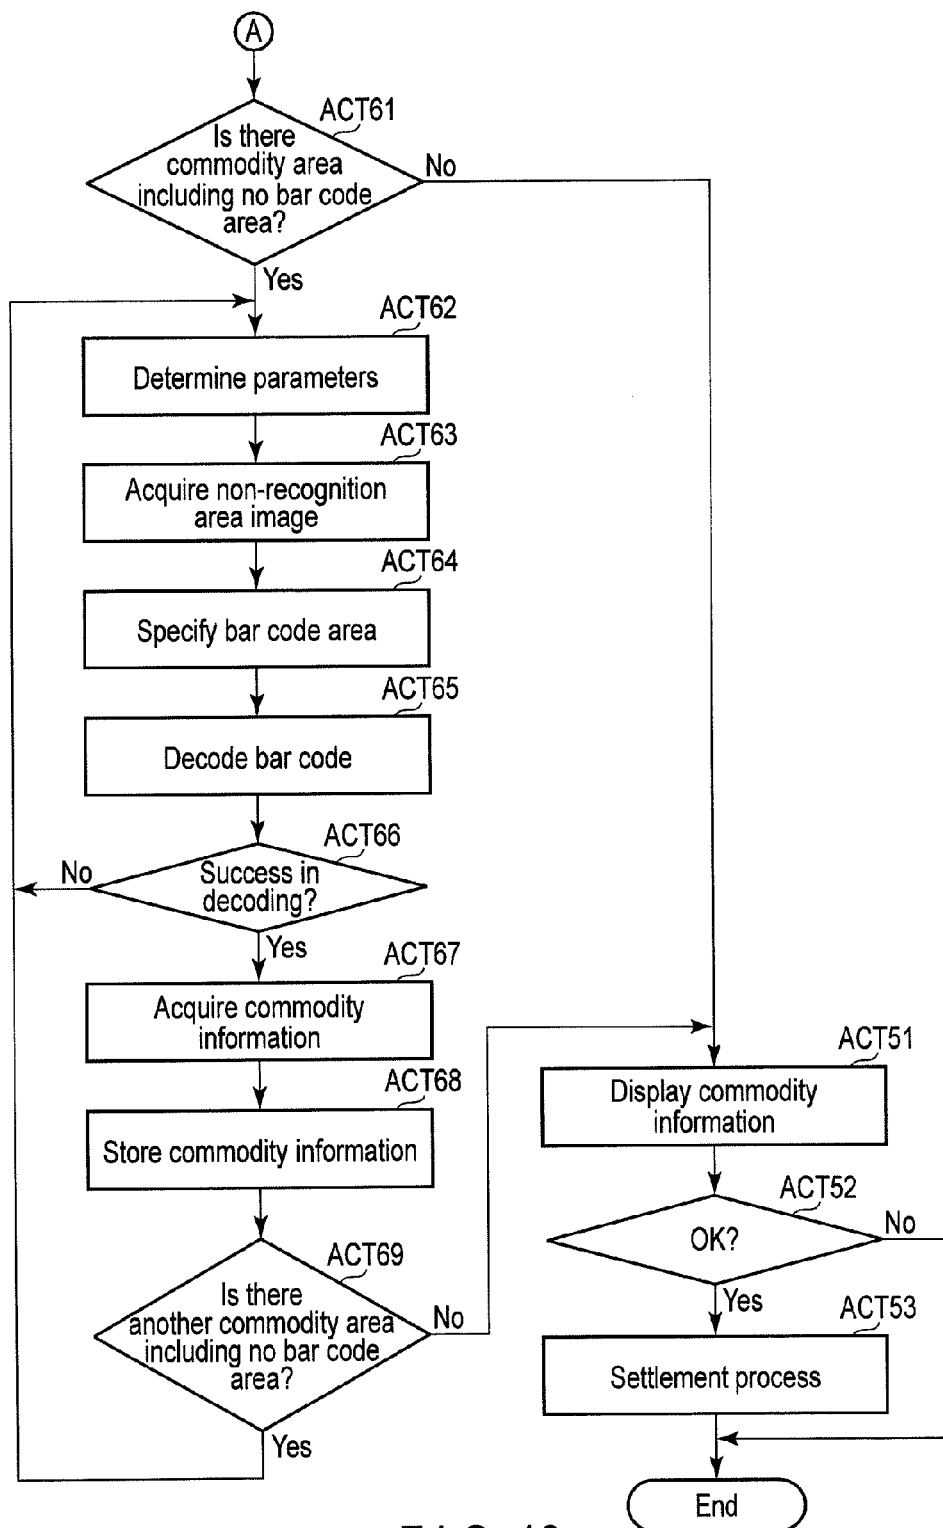 A
ACT61
Is there
commodity area
including no bar code
area?
No
Yes
ACT62
Determine parameters
ACT63
Acquire non-recognition
area image
ACT64
Specify bar code area
ACT65
Decode bar code
ACT66
Success in
decoding?
No
Yes
ACT67
Acquire commodity
information
ACT68
Store commodity information
ACT69
Is there
another commodity area
including no bar code
area?
No
Yes
ACT51
Display commodity
information
ACT52
OK?
No
Yes
ACT53
Settlement process
End